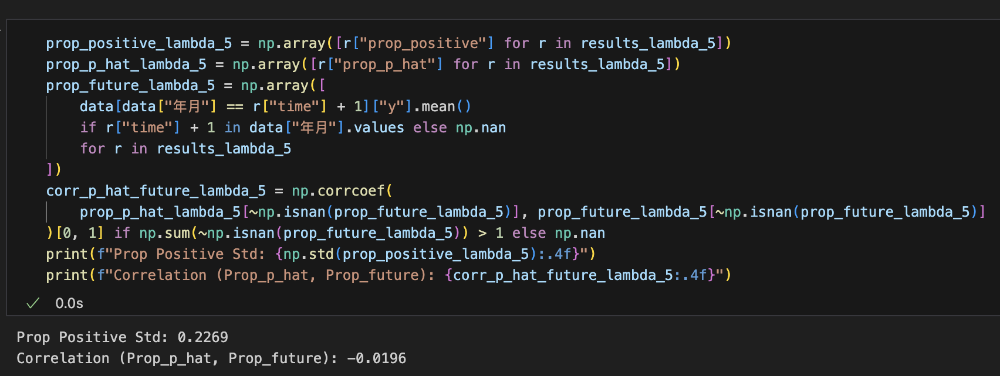 prop_positive_lambda_5 = np.array([r["prop_positive"] for r in results_lambda_5])
prop_p_hat_lambda_5 = np.array([r["prop_p_hat"] for r in results_lambda_5])
prop_future_lambda_5 = np.array([
    data[data["年月"] == r["time"] + 1]["y"].mean()
    if r["time"] + 1 in data["年月"].values else np.nan
    for r in results_lambda_5
])
corr_p_hat_future_lambda_5 = np.corrcoef(
    prop_p_hat_lambda_5[~np.isnan(prop_future_lambda_5)], prop_future_lambda_5[~np.isnan(prop_future_lambda_5)]
)[0, 1] if np.sum(~np.isnan(prop_future_lambda_5)) > 1 else np.nan
print(f"Prop Positive Std: {np.std(prop_positive_lambda_5):.4f}")
print(f"Correlation (Prop_p_hat, Prop_future): {corr_p_hat_future_lambda_5:.4f}")
0.0s
Prop Positive Std: 0.2269
Correlation (Prop_p_hat, Prop_future): -0.0196